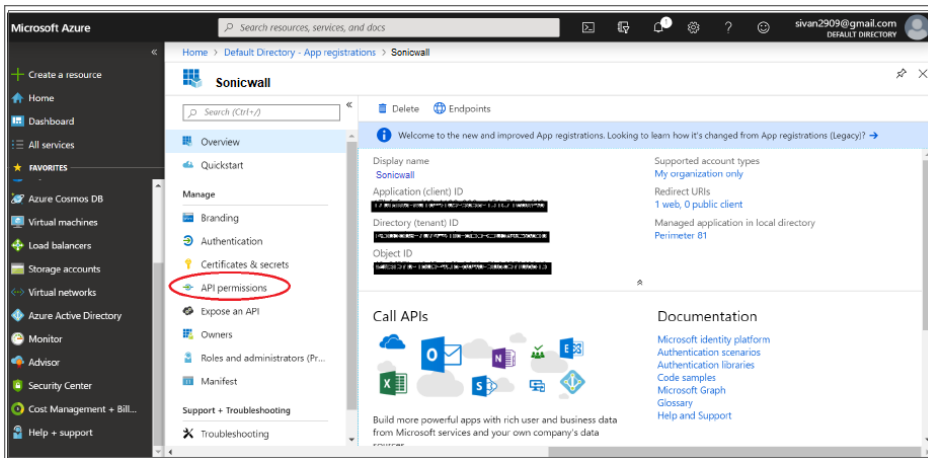 Microsoft Azure
Search resources, services, and docs
sivan2909@gmail.com
DEFAULT DIRECTORY
Home > Default Directory - App registrations > Sonicwall
Create a resource
Home
Dashboard
All services
FAVORITES
Azure Cosmos DB
Virtual machines
Load balancers
Storage accounts
Virtual networks
Azure Active Directory
Monitor
Advisor
Security Center
Cost Management + Bill...
Help + support
Sonicwall
Search (Ctrl+/)
Overview
Quickstart
Manage
Branding
Authentication
Certificates & secrets
API permissions
Expose an API
Owners
Roles and administrators (Pr...
Manifest
Support + Troubleshooting
Troubleshooting
Delete
Endpoints
Welcome to the new and improved App registrations. Looking to learn how it's changed from App registrations (Legacy)?
Display name
Sonicwall
Application (client) ID
Directory (tenant) ID
Object ID
Supported account types
My organization only
Redirect URIs
1 web, 0 public client
Managed application in local directory
Perimeter 81
Call APIs
Build more powerful apps with rich user and business data
from Microsoft services and your own company's data
sources
Documentation
Microsoft identity platform
Authentication scenarios
Authentication libraries
Code samples
Microsoft Graph
Glossary
Help and Support